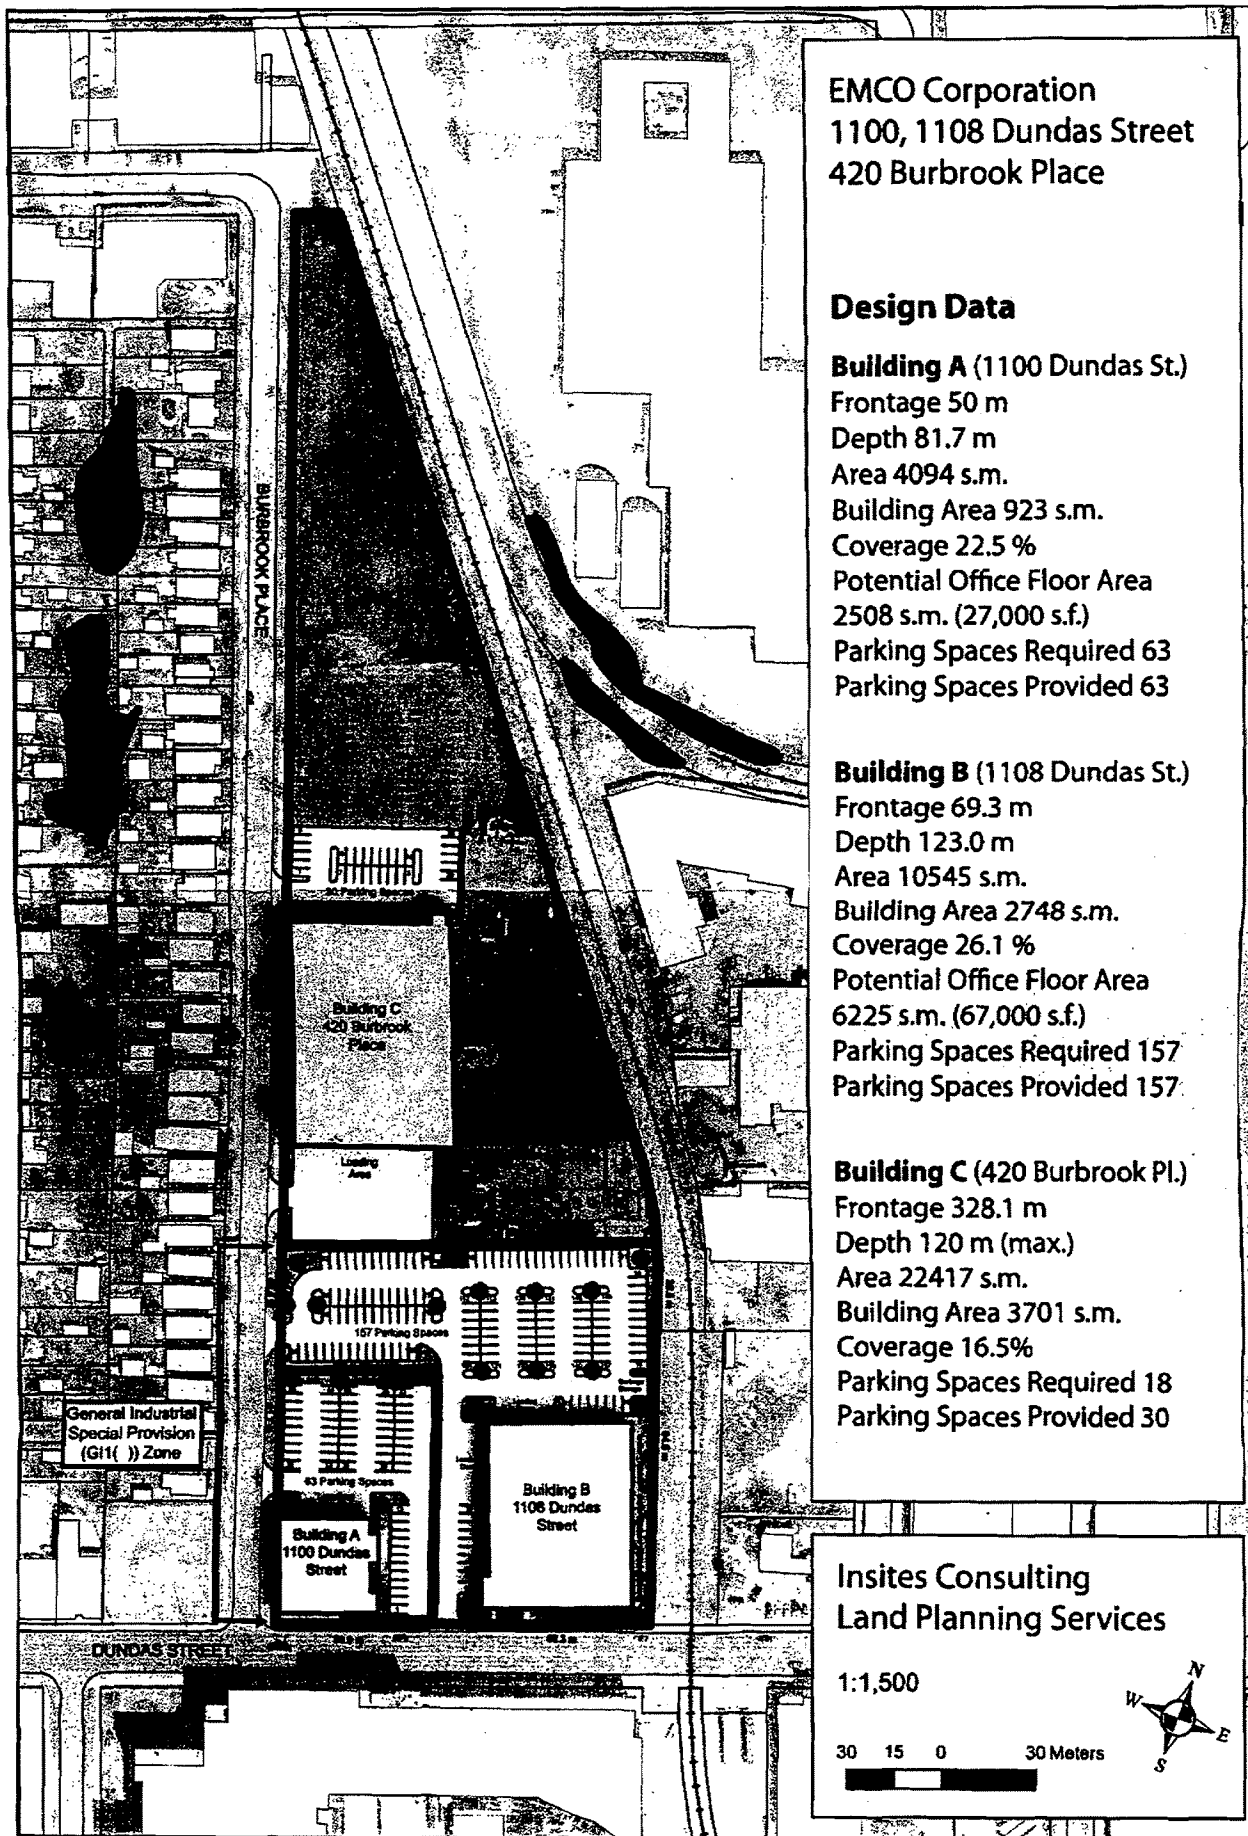 EMCO Corporation
1100, 1108 Dundas Street
420 Burbrook Place
Design Data
Building A (1100 Dundas St.)
Frontage 50 m
Depth 81.7 m
Area 4094 s.m.
Building Area 923 s.m.
Coverage 22.5 %
Potential Office Floor Area
2508 s.m. (27,000 s.f.)
Parking Spaces Required 63
Parking Spaces Provided 63
Building B (1108 Dundas St.)
Frontage 69.3 m
Depth 123.0 m
Area 10545 s.m.
Building Area 2748 s.m.
Coverage 26.1 %
Potential Office Floor Area
6225 s.m. (67,000 s.f.)
Parking Spaces Required 157
Parking Spaces Provided 157
Building C (420 Burbrook Pl.)
Frontage 328.1 m
Depth 120 m (max.)
Area 22417 s.m.
Building Area 3701 s.m.
Coverage 16.5%
Parking Spaces Required 18
Parking Spaces Provided 30
Insites Consulting
Land Planning Services
1:1,500
30 15 0 30 Meters
N
W
E
S
BURBROOK PLACE
30 Parking Spaces
Building C
420 Burbrook
Place
Loading
Area
157 Parking Spaces
General Industrial
Special Provision
(GI1( )) Zone
63 Parking Spaces
Building A
1100 Dundas
Street
Building B
1108 Dundas
Street
DUNDAS STREET